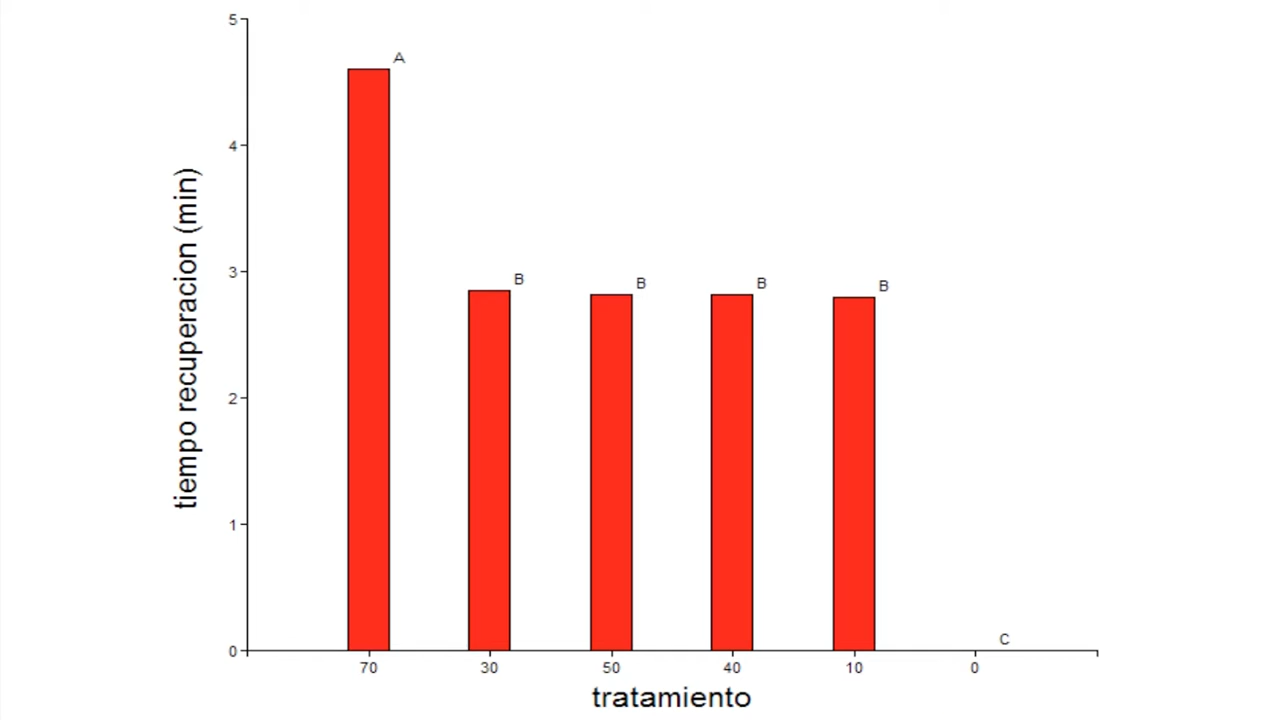 5
A
4
tiempo recuperacion (min)
3
B
B
B
B
2
1
0
C
70 30 50 40 10 0
tratamiento